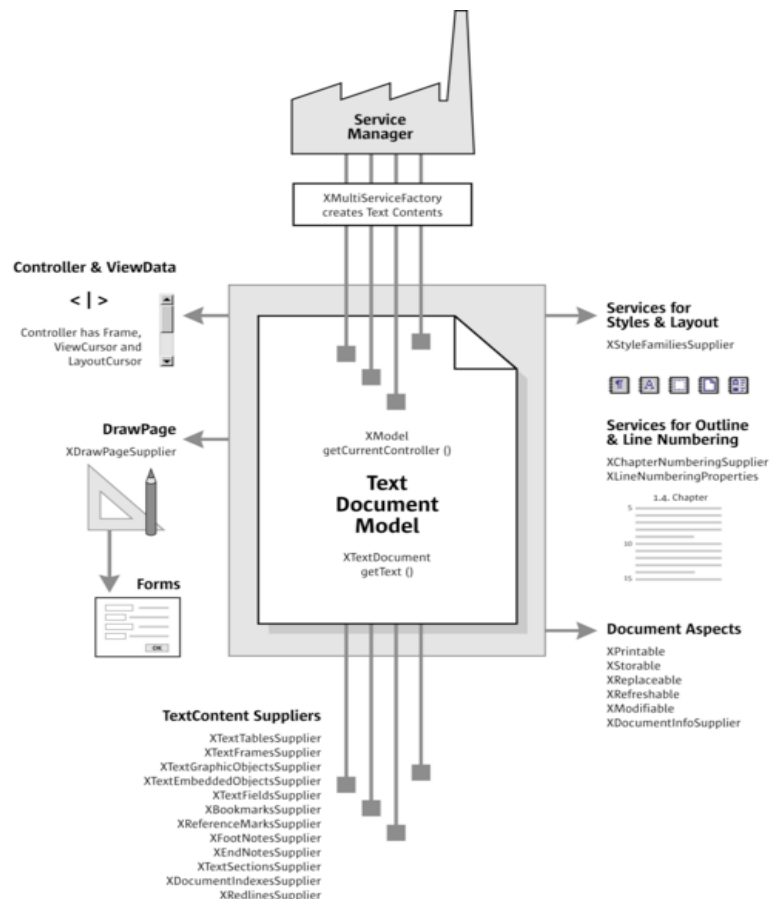 Service
Manager
XMultiServiceFactory
creates Text Contents
Controller & ViewData
< | >
Controller has Frame,
ViewCursor and
LayoutCursor
DrawPage
XDrawPageSupplier
Forms
OK
XModel
getCurrentController ()
Text
Document
Model
XTextDocument
getText ()
Services for
Styles & Layout
XStyleFamiliesSupplier
¶ A
Services for Outline
& Line Numbering
XChapterNumberingSupplier
XLineNumberingProperties
1.4. Chapter
5
10
15
Document Aspects
XPrintable
XStorable
XReplaceable
XRefreshable
XModifiable
XDocumentInfoSupplier
TextContent Suppliers
XTextTablesSupplier
XTextFramesSupplier
XTextGraphicObjectsSupplier
XTextEmbeddedObjectsSupplier
XTextFieldsSupplier
XBookmarksSupplier
XReferenceMarksSupplier
XFootNotesSupplier
XEndNotesSupplier
XTextSectionsSupplier
XDocumentIndexesSupplier
XRedlinesSupplier